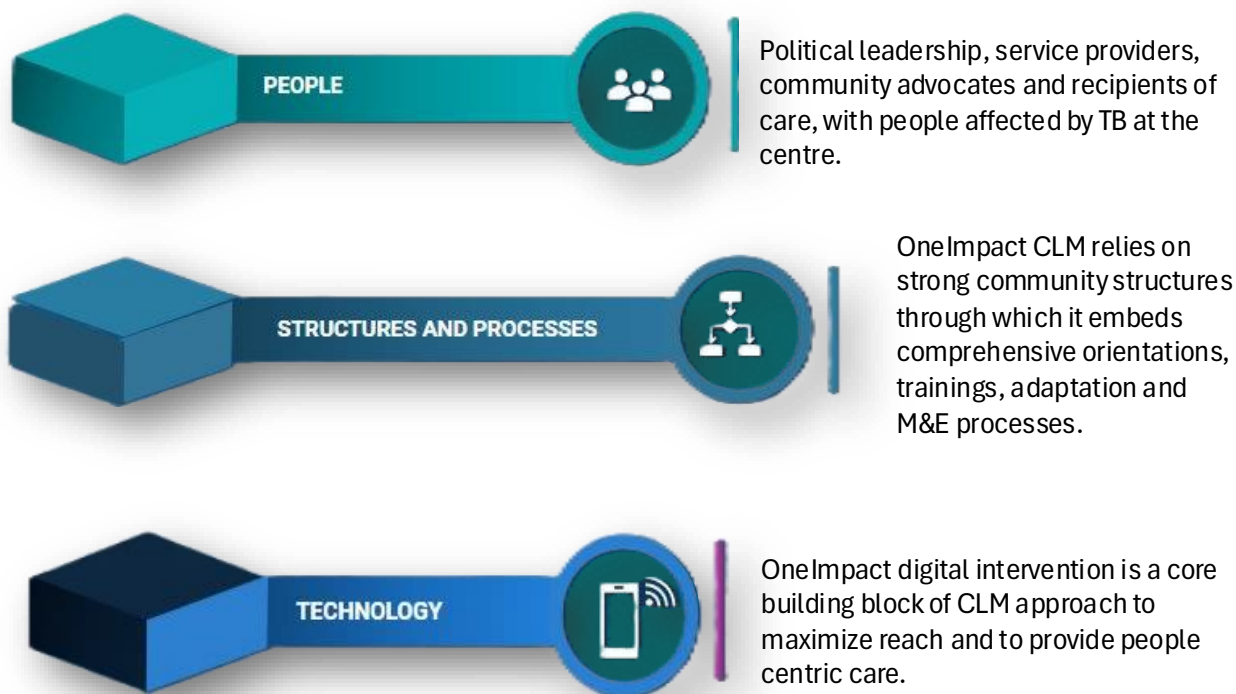 PEOPLE
Political leadership, service providers,
community advocates and recipients of
care, with people affected by TB at the
centre.
STRUCTURES AND PROCESSES
OneImpact CLM relies on
strong community structures
through which it embeds
comprehensive orientations,
trainings, adaptation and
M&E processes.
TECHNOLOGY
OneImpact digital intervention is a core
building block of CLM approach to
maximize reach and to provide people
centric care.